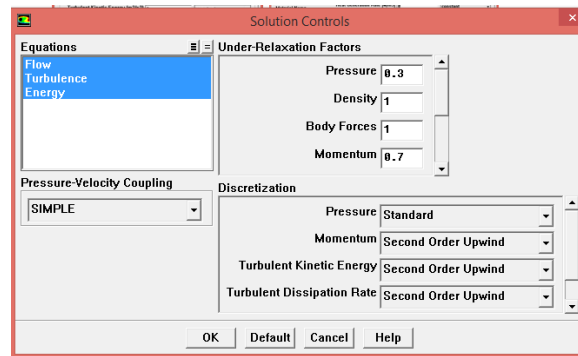 Solution Controls
×
Equations
Under-Relaxation Factors
Flow
Turbulence
Energy
Pressure 0.3
Density 1
Body Forces 1
Momentum 0.7
Pressure-Velocity Coupling
SIMPLE
Discretization
Pressure Standard
Momentum Second Order Upwind
Turbulent Kinetic Energy Second Order Upwind
Turbulent Dissipation Rate Second Order Upwind
OK Default Cancel Help